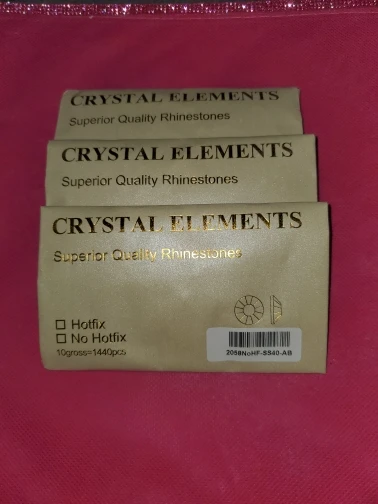 CRYSTAL ELEMENTS
Superior Quality Rhinestones
CRYSTAL ELEMENTS
Superior Quality Rhinestones
CRYSTAL ELEMENTS
Superior Quality Rhinestones
☐ Hotfix
☐ No Hotfix
10gross=1440pcs
2058NoHF-SS40-AB